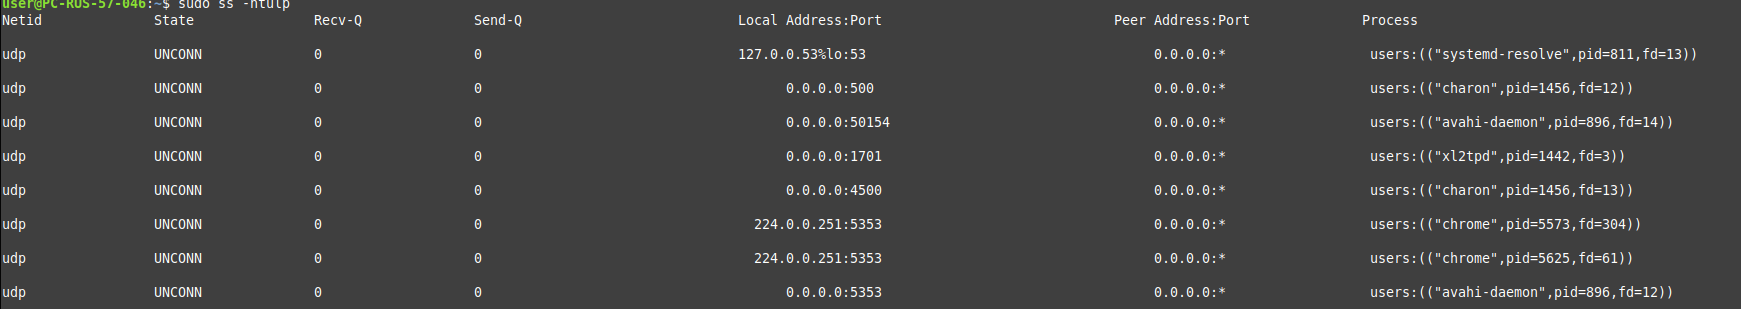 user@PC-RUS-57-046:~$ sudo ss -ntulp
Netid State Recv-Q Send-Q Local Address:Port Peer Address:Port Process
udp UNCONN 0 0 127.0.0.53%lo:53 0.0.0.0:* users:(("systemd-resolve",pid=811,fd=13))
udp UNCONN 0 0 0.0.0.0:500 0.0.0.0:* users:(("charon",pid=1456,fd=12))
udp UNCONN 0 0 0.0.0.0:50154 0.0.0.0:* users:(("avahi-daemon",pid=896,fd=14))
udp UNCONN 0 0 0.0.0.0:1701 0.0.0.0:* users:(("xl2tpd",pid=1442,fd=3))
udp UNCONN 0 0 0.0.0.0:4500 0.0.0.0:* users:(("charon",pid=1456,fd=13))
udp UNCONN 0 0 224.0.0.251:5353 0.0.0.0:* users:(("chrome",pid=5573,fd=304))
udp UNCONN 0 0 224.0.0.251:5353 0.0.0.0:* users:(("chrome",pid=5625,fd=61))
udp UNCONN 0 0 0.0.0.0:5353 0.0.0.0:* users:(("avahi-daemon",pid=896,fd=12))